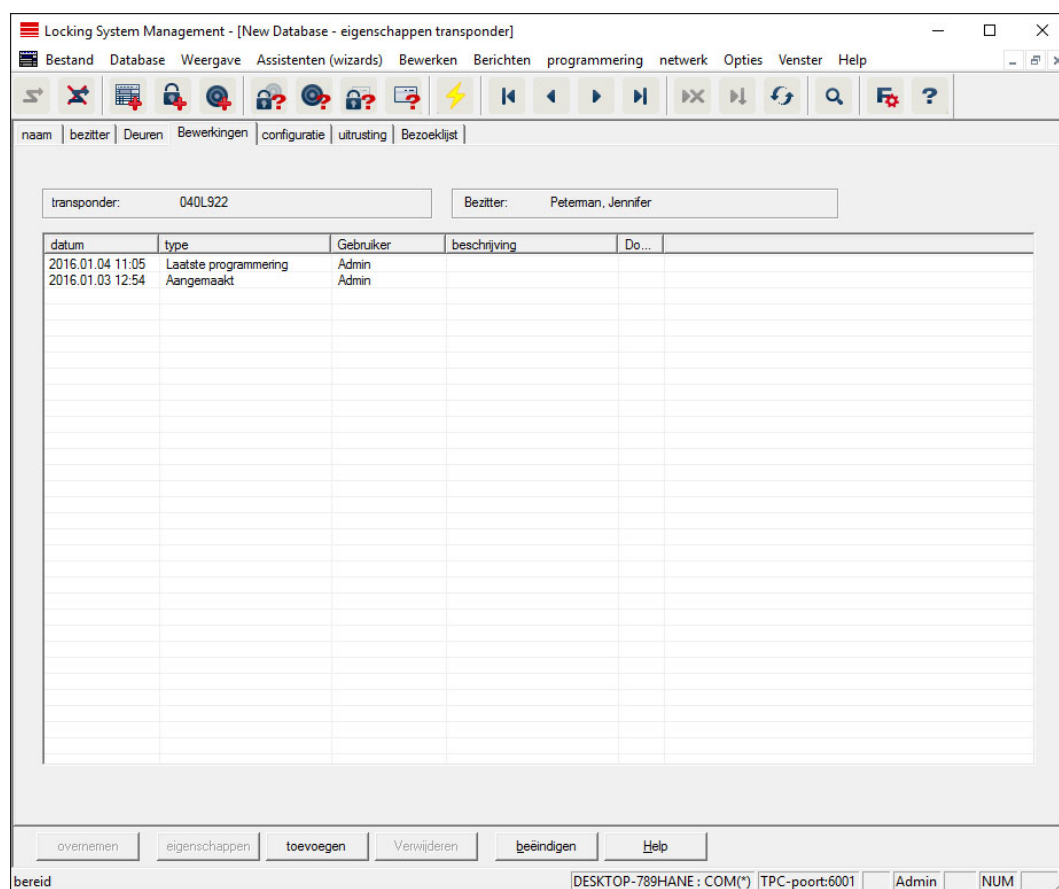 Locking System Management - [New Database - eigenschappen transponder]
Bestand Database Weergave Assistenten (wizards) Bewerken Berichten programmering netwerk Opties Venster Help
naam bezitter Deuren Bewerkingen configuratie uitrusting Bezoeklijst
transponder: 040L922 Bezitter: Peterman, Jennifer
datum type Gebruiker beschrijving Do...
2016.01.04 11:05 Laatste programmering Admin
2016.01.03 12:54 Aangemaakt Admin
overnemen eigenschappen toevoegen Verwijderen beëindigen Help
bereid DESKTOP-789HANE : COM(*) TPC-poort:6001 Admin NUM